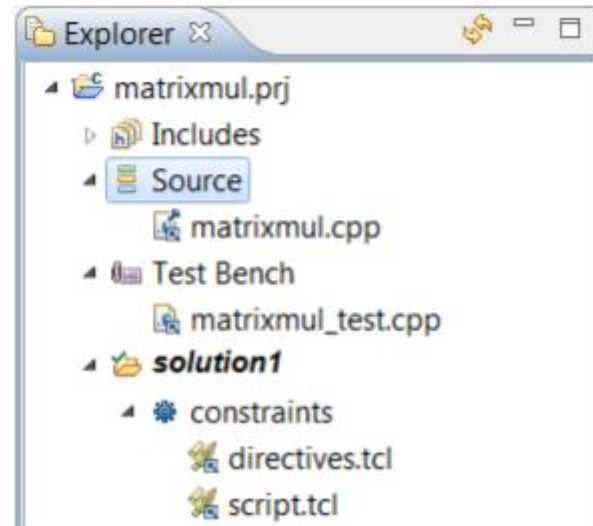 Explorer
matrixmul.prj
Includes
Source
matrixmul.cpp
Test Bench
matrixmul_test.cpp
solution1
constraints
directives.tcl
script.tcl